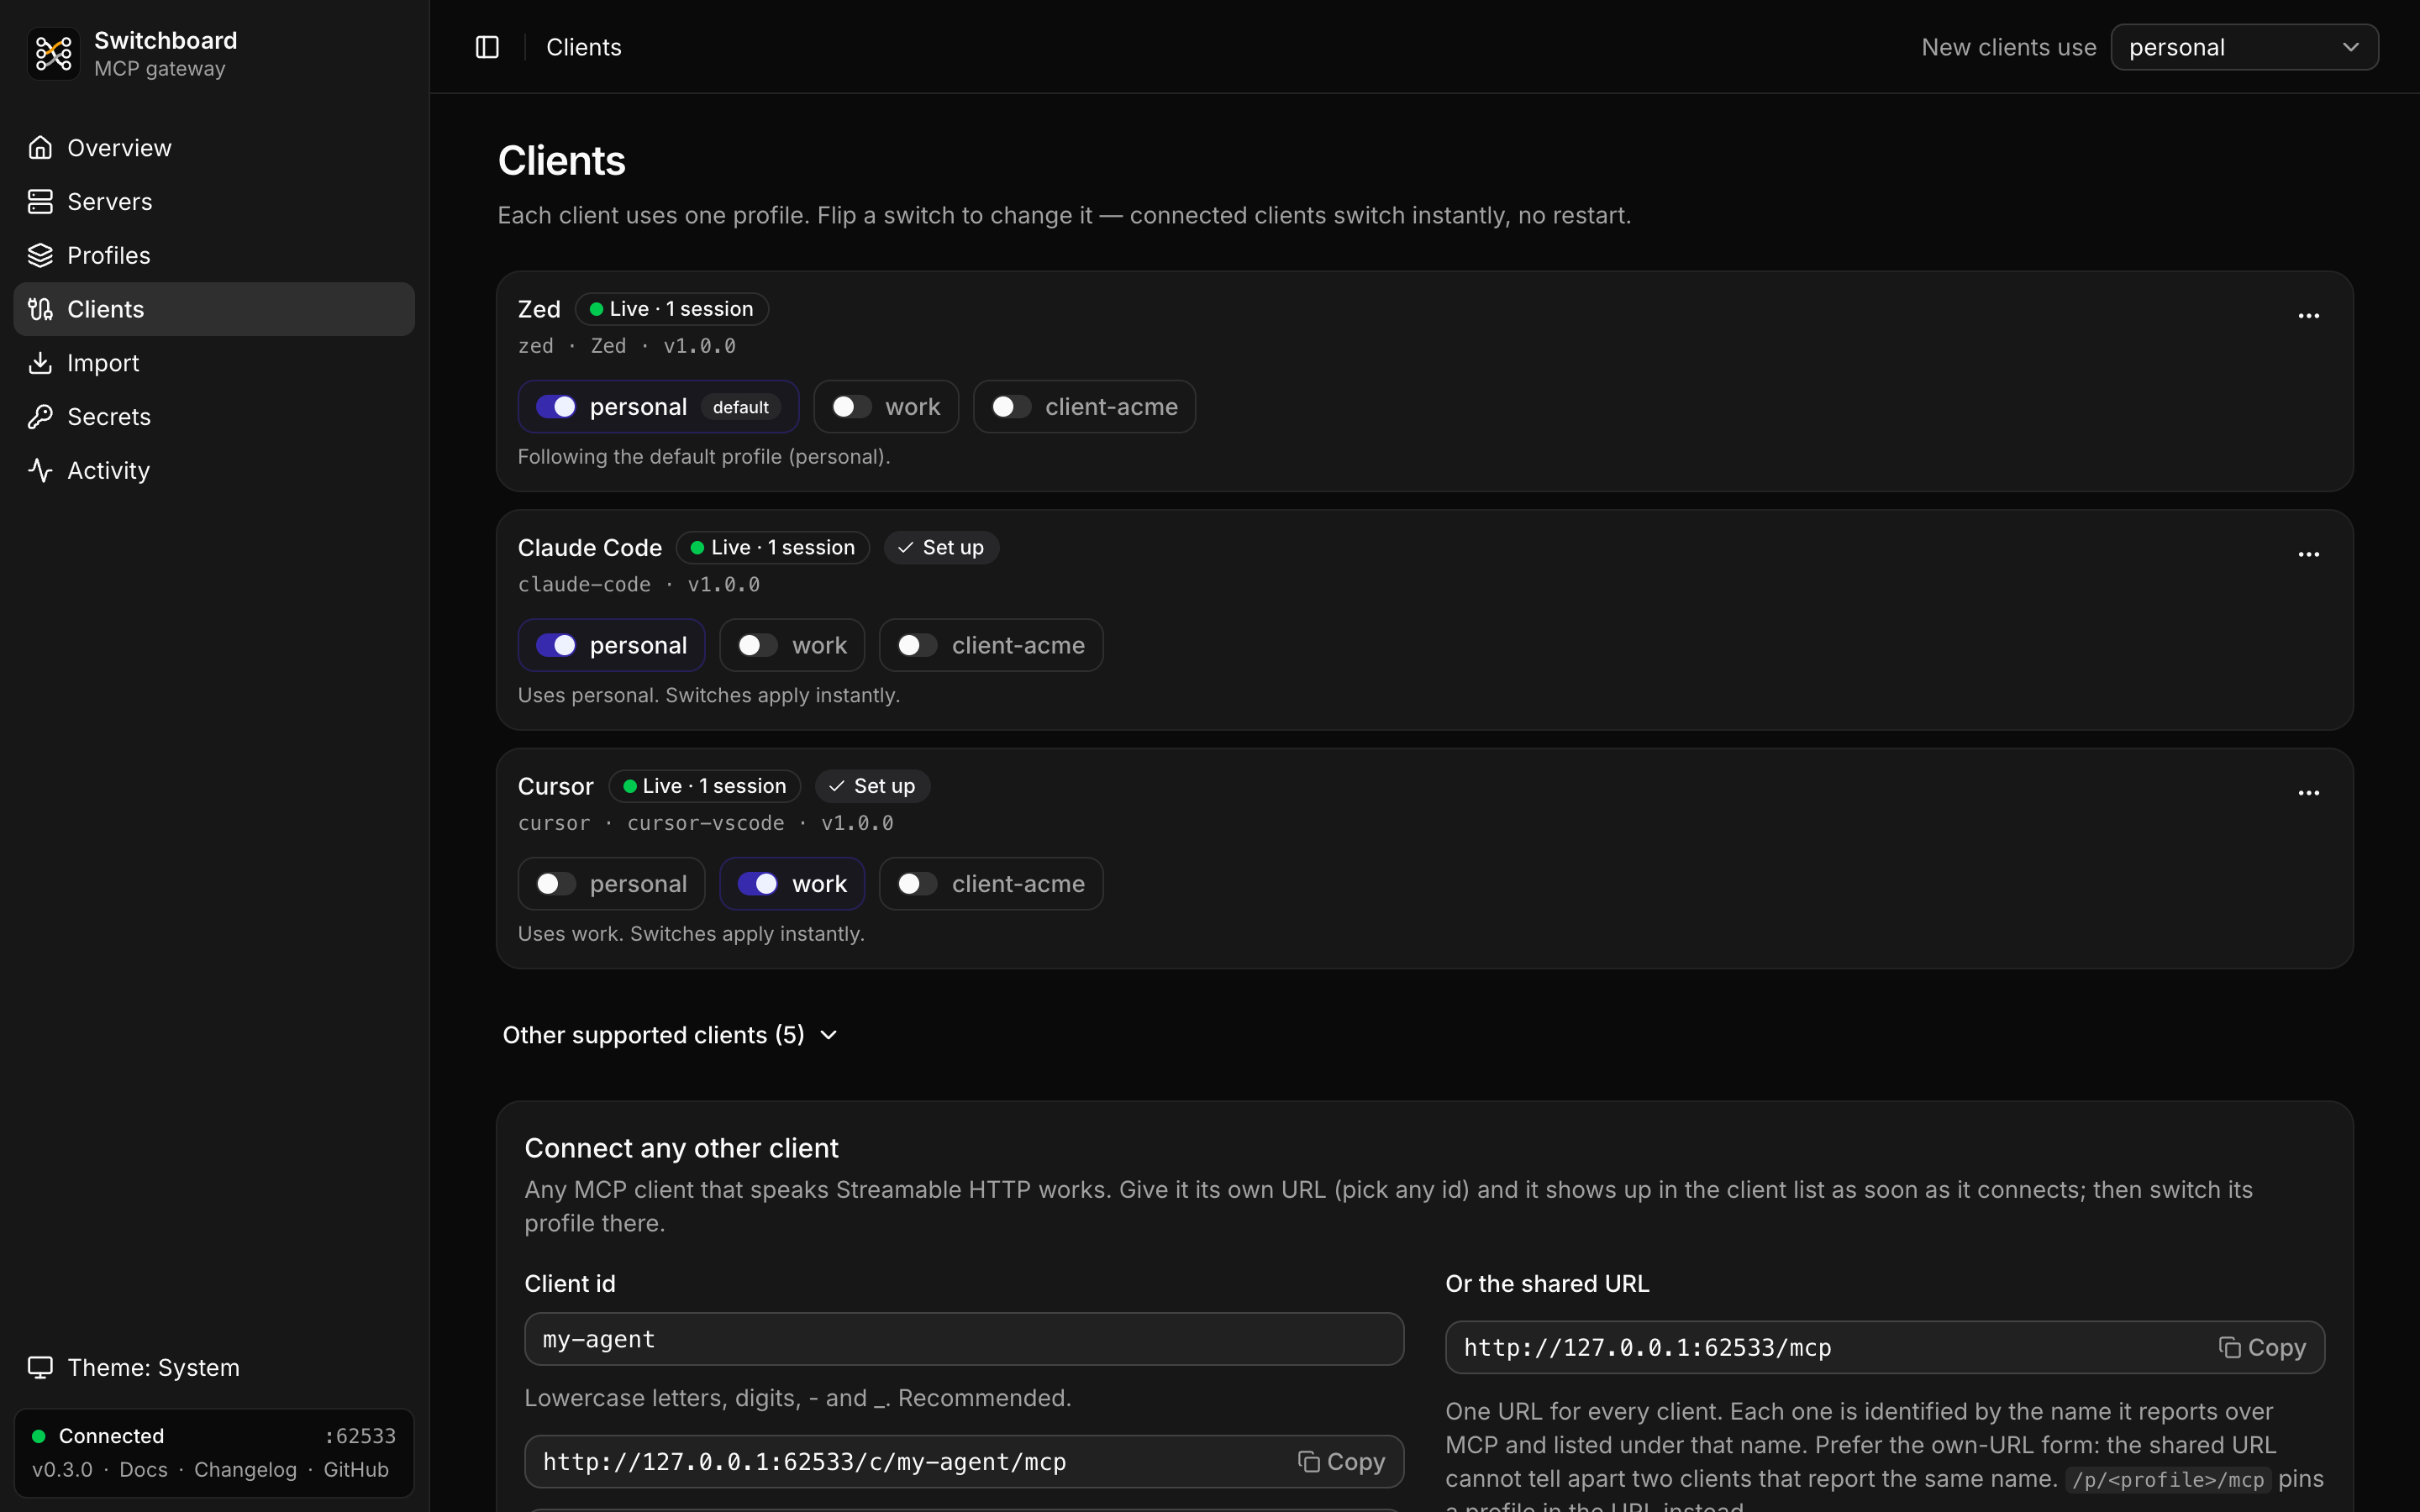 Switchboard
MCP gateway
Overview
Servers
Profiles
Clients
Import
Secrets
Activity
Theme: System
Connected :62533
v0.3.0 · Docs · Changelog · GitHub
Clients
New clients use personal
Clients
Each client uses one profile. Flip a switch to change it — connected clients switch instantly, no restart.
Zed Live · 1 session
zed · Zed · v1.0.0
personal default work client-acme
Following the default profile (personal).
Claude Code Live · 1 session Set up
claude-code · v1.0.0
personal work client-acme
Uses personal. Switches apply instantly.
Cursor Live · 1 session Set up
cursor · cursor-vscode · v1.0.0
personal work client-acme
Uses work. Switches apply instantly.
Other supported clients (5)
Connect any other client
Any MCP client that speaks Streamable HTTP works. Give it its own URL (pick any id) and it shows up in the client list as soon as it connects; then switch its
profile there.
Client id
my-agent
Lowercase letters, digits, - and _. Recommended.
http://127.0.0.1:62533/c/my-agent/mcp Copy
Or the shared URL
http://127.0.0.1:62533/mcp Copy
One URL for every client. Each one is identified by the name it reports over
MCP and listed under that name. Prefer the own-URL form: the shared URL
cannot tell apart two clients that report the same name. /p/<profile>/mcp pins
a profile in the URL instead